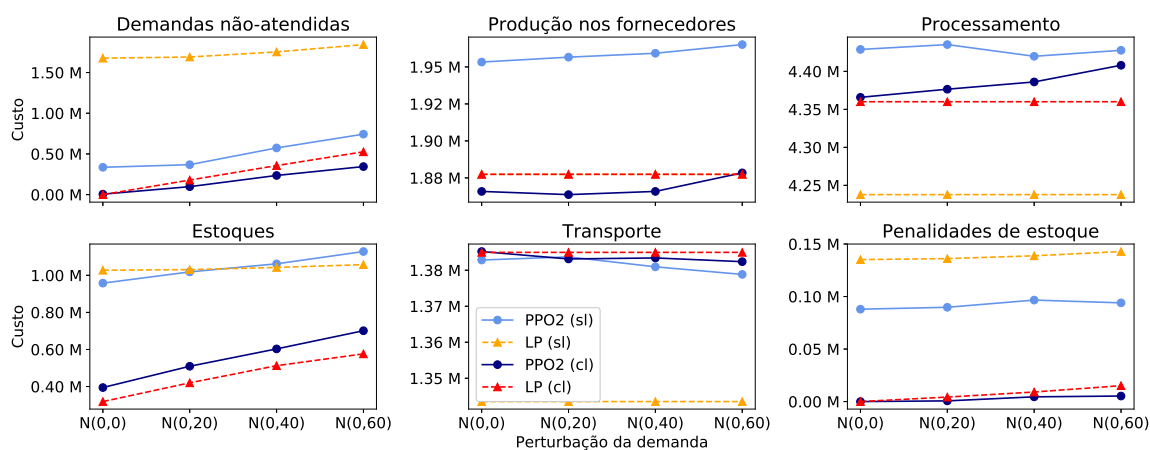 Demandas não-atendidas
Produção nos fornecedores
Processamento
Custo
1.50 M
1.00 M
0.50 M
0.00 M
1.95 M
1.92 M
1.90 M
1.88 M
4.40 M
4.35 M
4.30 M
4.25 M
Estoques
Transporte
Penalidades de estoque
Custo
1.00 M
0.80 M
0.60 M
0.40 M
1.38 M
1.37 M
1.36 M
1.35 M
PPO2 (sl)
LP (sl)
PPO2 (cl)
LP (cl)
0.15 M
0.10 M
0.05 M
0.00 M
N(0,0) N(0,20) N(0,40) N(0,60)
N(0,0) N(0,20) N(0,40) N(0,60)
N(0,0) N(0,20) N(0,40) N(0,60)
Perturbação da demanda